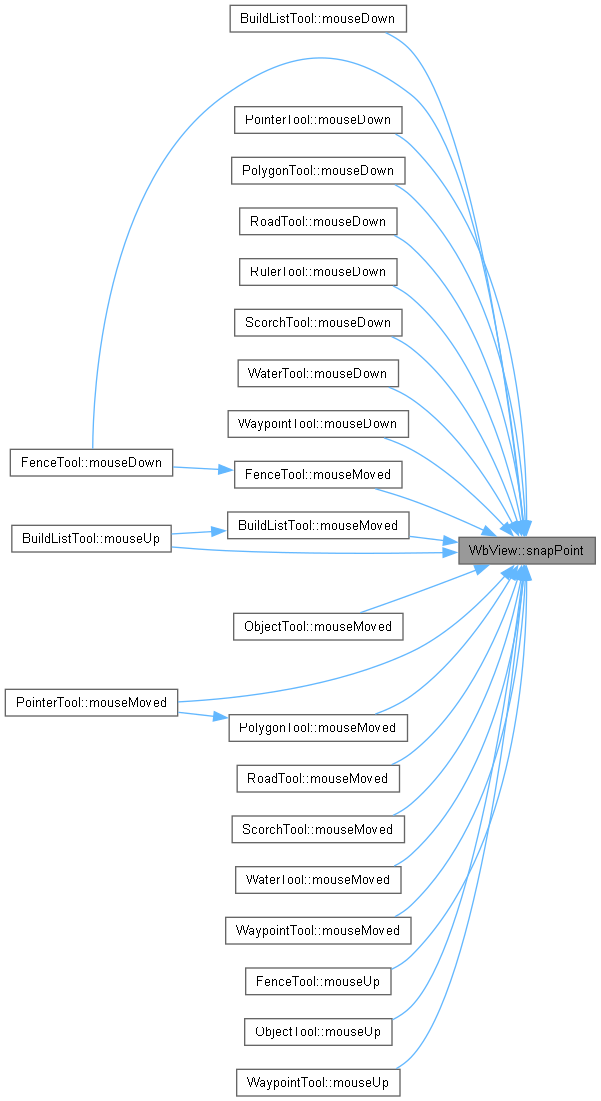 BuildListTool::mouseDown
PointerTool::mouseDown
PolygonTool::mouseDown
RoadTool::mouseDown
RulerTool::mouseDown
ScorchTool::mouseDown
WaterTool::mouseDown
WaypointTool::mouseDown
FenceTool::mouseDown
FenceTool::mouseMoved
BuildListTool::mouseUp
BuildListTool::mouseMoved
WbView::snapPoint
ObjectTool::mouseMoved
PointerTool::mouseMoved
PolygonTool::mouseMoved
RoadTool::mouseMoved
ScorchTool::mouseMoved
WaterTool::mouseMoved
WaypointTool::mouseMoved
FenceTool::mouseUp
ObjectTool::mouseUp
WaypointTool::mouseUp